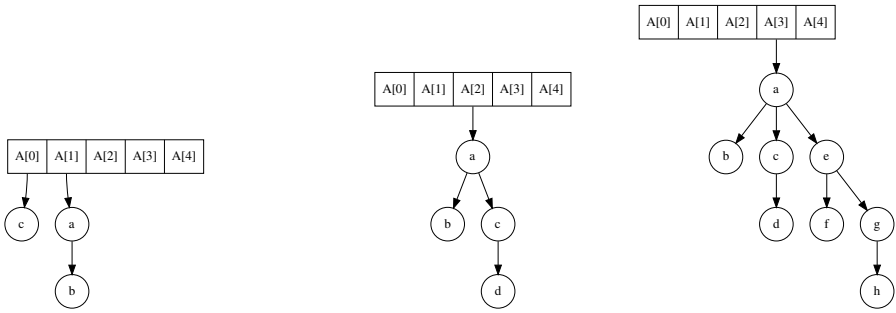 A[0] A[1] A[2] A[3] A[4]
c a
b
A[0] A[1] A[2] A[3] A[4]
a
b c
d
A[0] A[1] A[2] A[3] A[4]
a
b c e
d f g
h